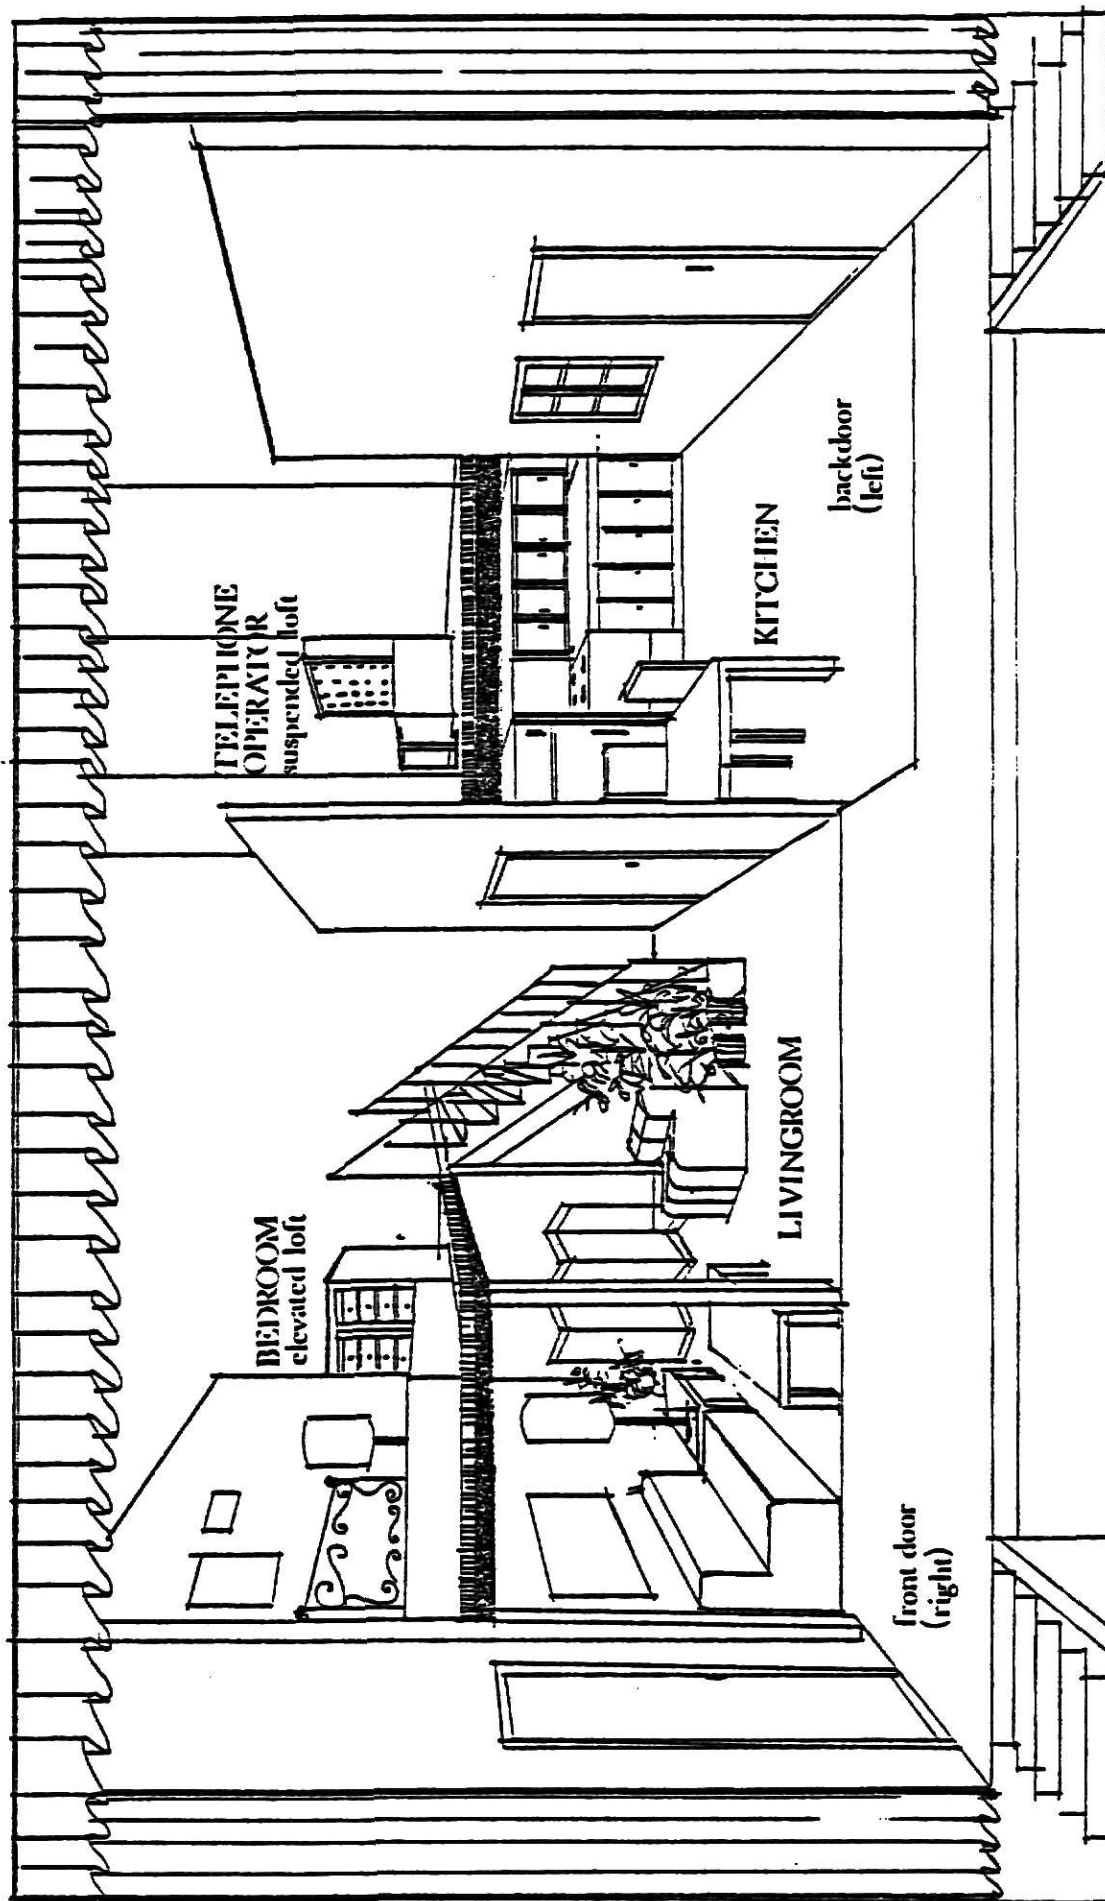 BEDROOM
elevated loft
TELEPHONE
OPERATOR
suspended loft
LIVINGROOM
KITCHEN
front door
(right)
backdoor
(left)